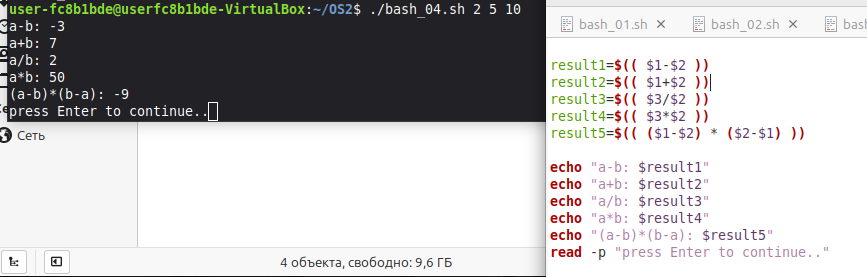 user-fc8b1bde@userfc8b1bde-VirtualBox:~/OS2$ ./bash_04.sh 2 5 10
a-b: -3
a+b: 7
a/b: 2
a*b: 50
(a-b)*(b-a): -9
press Enter to continue..
Сеть
4 объекта, свободно: 9,6 ГБ
bash_01.sh
bash_02.sh
result1=$(( $1-$2 ))
result2=$(( $1+$2 ))
result3=$(( $3/$2 ))
result4=$(( $3*$2 ))
result5=$(( ($1-$2) * ($2-$1) ))
echo "a-b: $result1"
echo "a+b: $result2"
echo "a/b: $result3"
echo "a*b: $result4"
echo "(a-b)*(b-a): $result5"
read -p "press Enter to continue.."